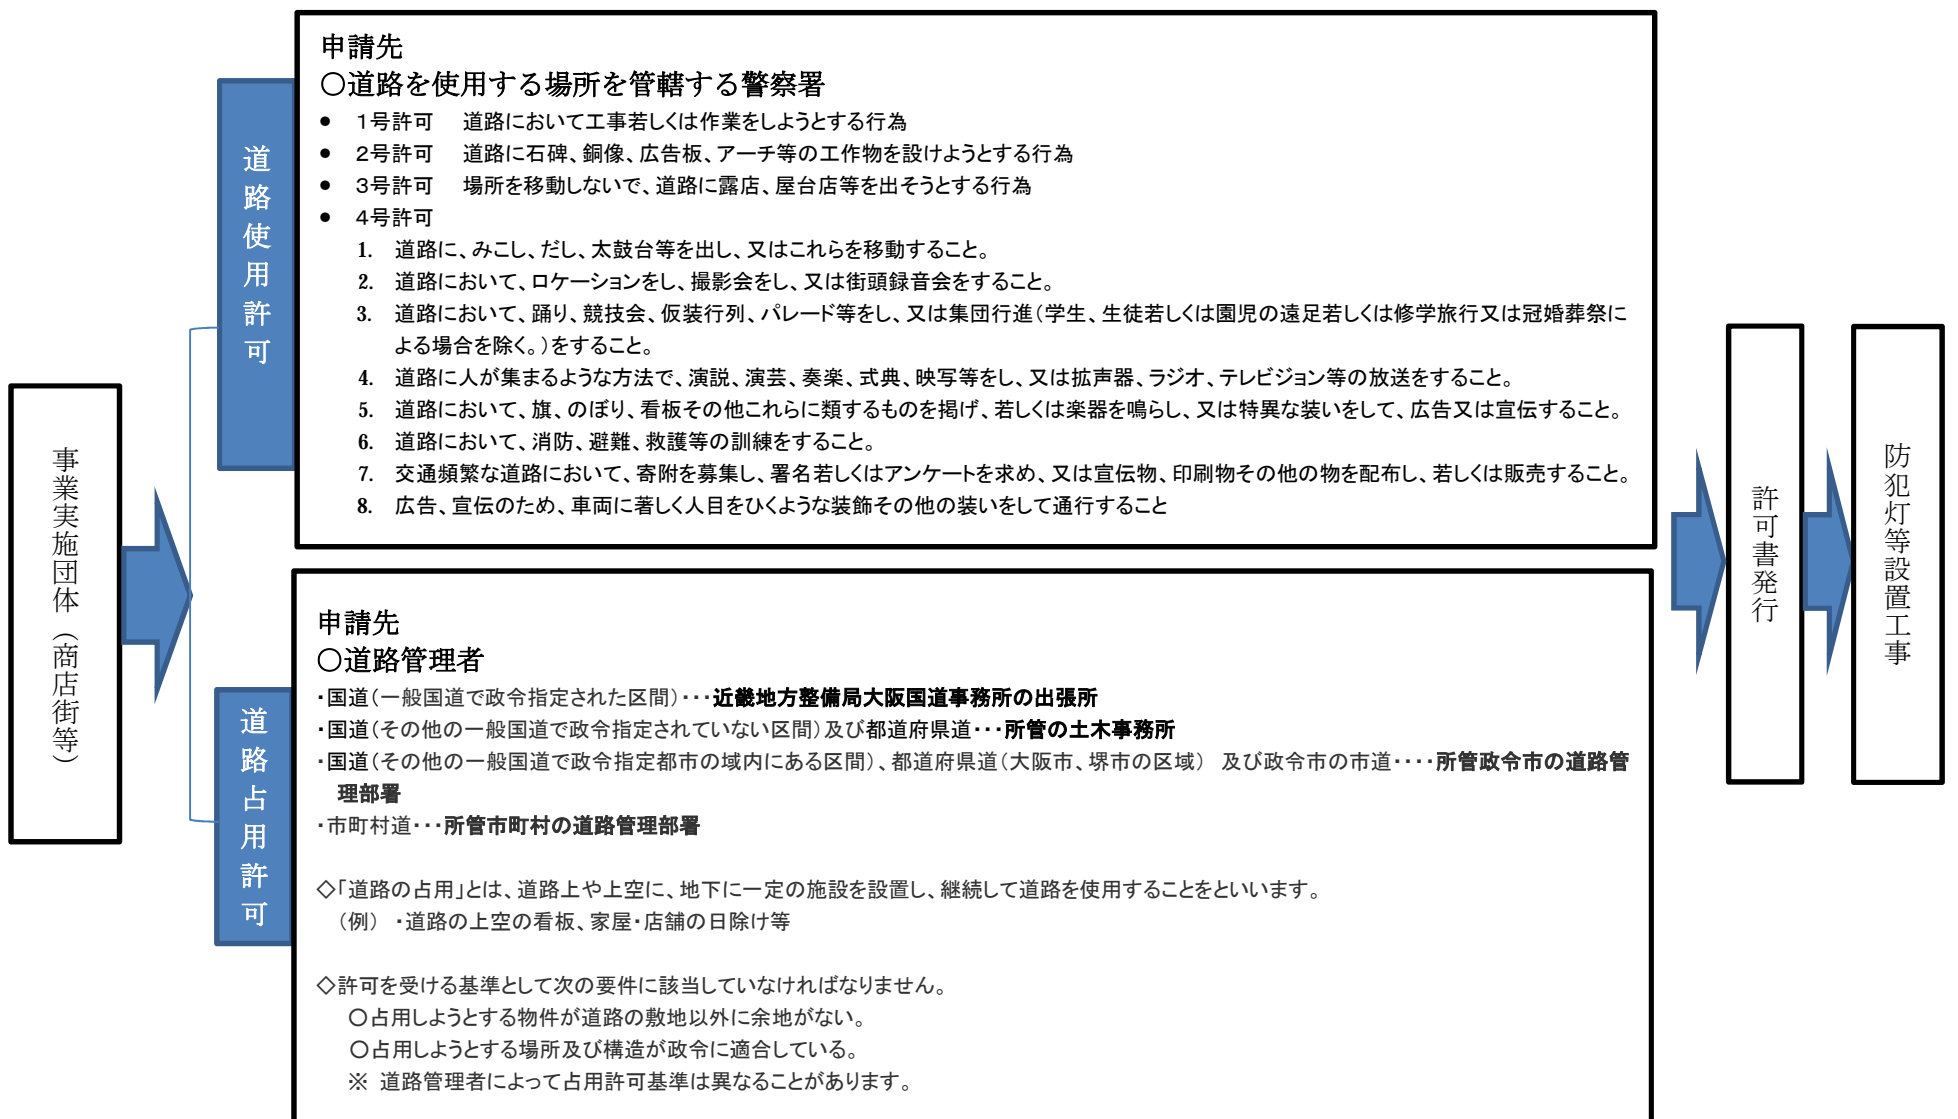 事業実施団体（商店街等）
道路使用許可
申請先
○道路を使用する場所を管轄する警察署
● 1号許可 道路において工事若しくは作業をしようとする行為
● 2号許可 道路に石碑、銅像、広告板、アーチ等の工作物を設けようとする行為
● 3号許可 場所を移動しないで、道路に露店、屋台店等を出そうとする行為
● 4号許可
1. 道路に、みこし、だし、太鼓台等を出し、又はこれらを移動すること。
2. 道路において、ロケーションをし、撮影会をし、又は街頭録音会をすること。
3. 道路において、踊り、競技会、仮装行列、パレード等をし、又は集団行進（学生、生徒若しくは園児の遠足若しくは修学旅行又は冠婚葬祭に
よる場合を除く。）をすること。
4. 道路に人が集まるような方法で、演説、演芸、奏楽、式典、映写等をし、又は拡声器、ラジオ、テレビジョン等の放送をすること。
5. 道路において、旗、のぼり、看板その他これらに類するものを掲げ、若しくは楽器を鳴らし、又は特異な装いをして、広告又は宣伝すること。
6. 道路において、消防、避難、救護等の訓練をすること。
7. 交通頻繁な道路において、寄附を募集し、署名若しくはアンケートを求め、又は宣伝物、印刷物その他の物を配布し、若しくは販売すること。
8. 広告、宣伝のため、車両に著しく人目をひくような装飾その他の装いをして通行すること
道路占用許可
申請先
○道路管理者
・国道（一般国道で政令指定された区間）・・・近畿地方整備局大阪国道事務所の出張所
・国道（その他の一般国道で政令指定されていない区間）及び都道府県道・・・所管の土木事務所
・国道（その他の一般国道で政令指定都市の域内にある区間）、都道府県道（大阪市、堺市の区域） 及び政令市の市道・・・・所管政令市の道路管
理部署
・市町村道・・・所管市町村の道路管理部署
◇「道路の占用」とは、道路上や上空に、地下に一定の施設を設置し、継続して道路を使用することをといいます。
（例） ・道路の上空の看板、家屋・店舗の日除け等
◇許可を受ける基準として次の要件に該当していなければなりません。
○占用しようとする物件が道路の敷地以外に余地がない。
○占用しようとする場所及び構造が政令に適合している。
※ 道路管理者によって占用許可基準は異なることがあります。
許可書発行
防犯灯等設置工事